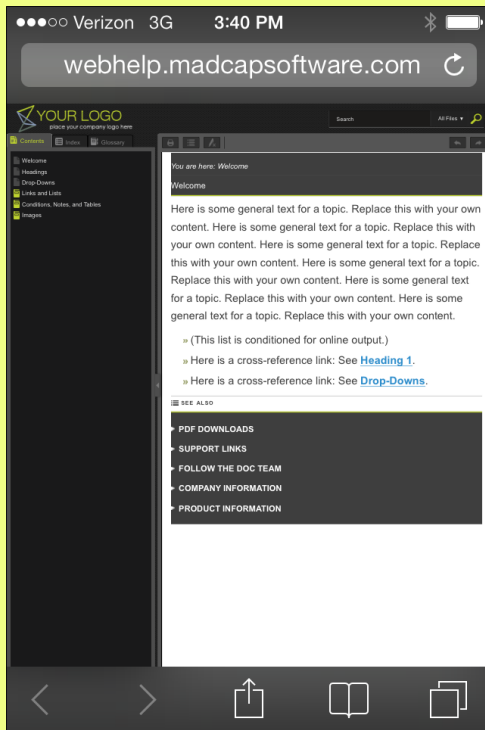 Verizon 3G 3:40 PM
webhelp.madcapsoftware.com
YOUR LOGO
place your company logo here
Search All Files
Contents Index Glossary
Welcome
Headings
Drop-Downs
Links and Lists
Conditions, Notes, and Tables
Images
You are here: Welcome
Welcome
Here is some general text for a topic. Replace this with your own
content. Here is some general text for a topic. Replace this with
your own content. Here is some general text for a topic. Replace
this with your own content. Here is some general text for a topic.
Replace this with your own content. Here is some general text
for a topic. Replace this with your own content. Here is some
general text for a topic. Replace this with your own content.
» (This list is conditioned for online output.)
» Here is a cross-reference link: See Heading 1.
» Here is a cross-reference link: See Drop-Downs.
SEE ALSO
PDF DOWNLOADS
SUPPORT LINKS
FOLLOW THE DOC TEAM
COMPANY INFORMATION
PRODUCT INFORMATION